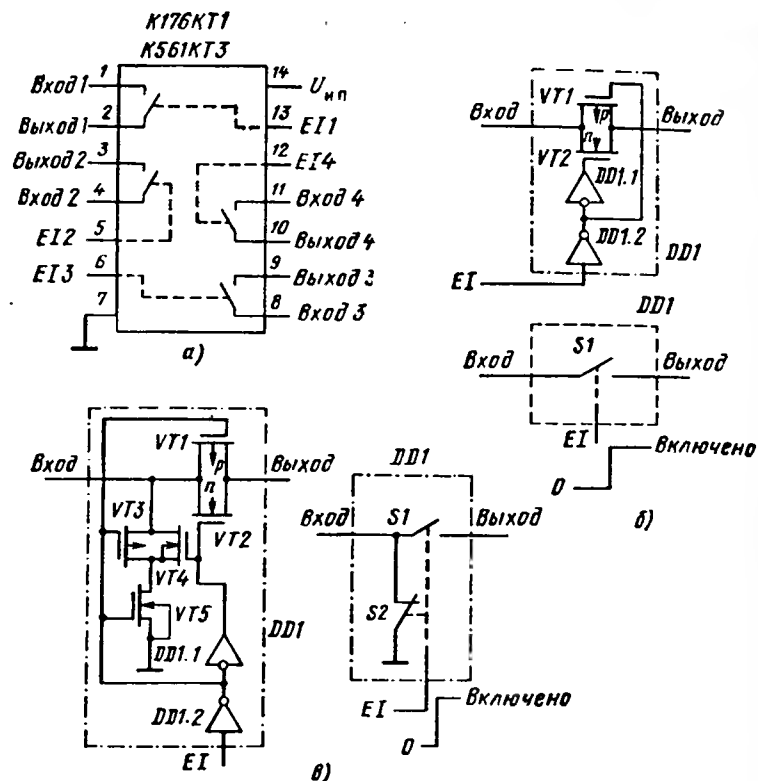 К176КТ1
К561КТ3
1
Вход 1
2
Выход 1
3
Выход 2
4
Вход 2
5
EI2
6
EI3
7
14
Uип
13
EI1
12
EI4
11
Вход 4
10
Выход 4
9
Выход 3
8
Вход 3
а)
VT1
Вход
Выход
p
n
VT2
DD1.1
DD1.2
DD1
EI
DD1
S1
Вход
Выход
EI
Включено
0
б)
VT1
Вход
Выход
p
n
VT3
VT2
VT4
VT5
DD1
DD1.1
DD1.2
EI
DD1
Вход
S1
Выход
S2
EI
Включено
0
в)